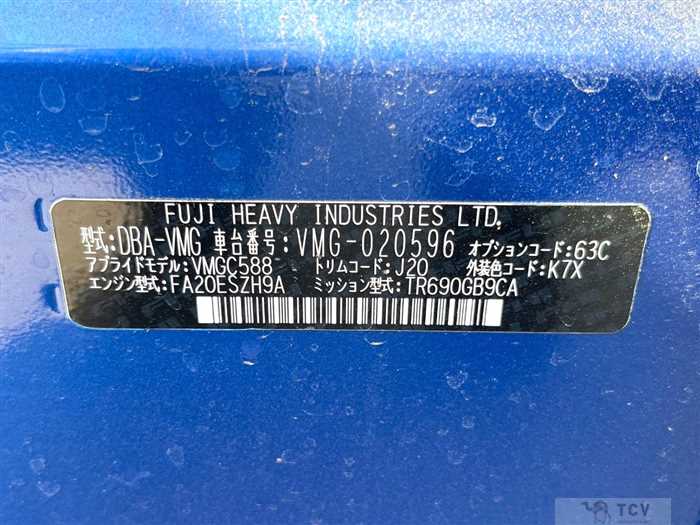 FUJI HEAVY INDUSTRIES LTD.
型式:DBA-VMG 車台番号:VMG-020596 オプションコード:63C
アプライドモデル:VMGC588 トリムコード:J20 外装色コード:K7X
エンジン型式:FA20ESZH9A ミッション型式:TR690GB9CA
TCV